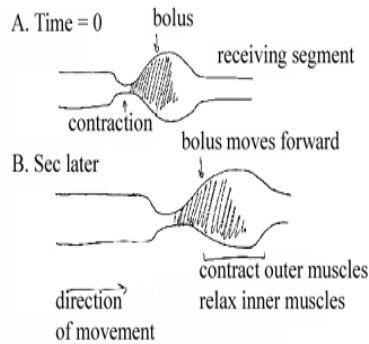 A. Time = 0
bolus
receiving segment
contraction
bolus moves forward
B. Sec later
contract outer muscles
relax inner muscles
direction
of movement